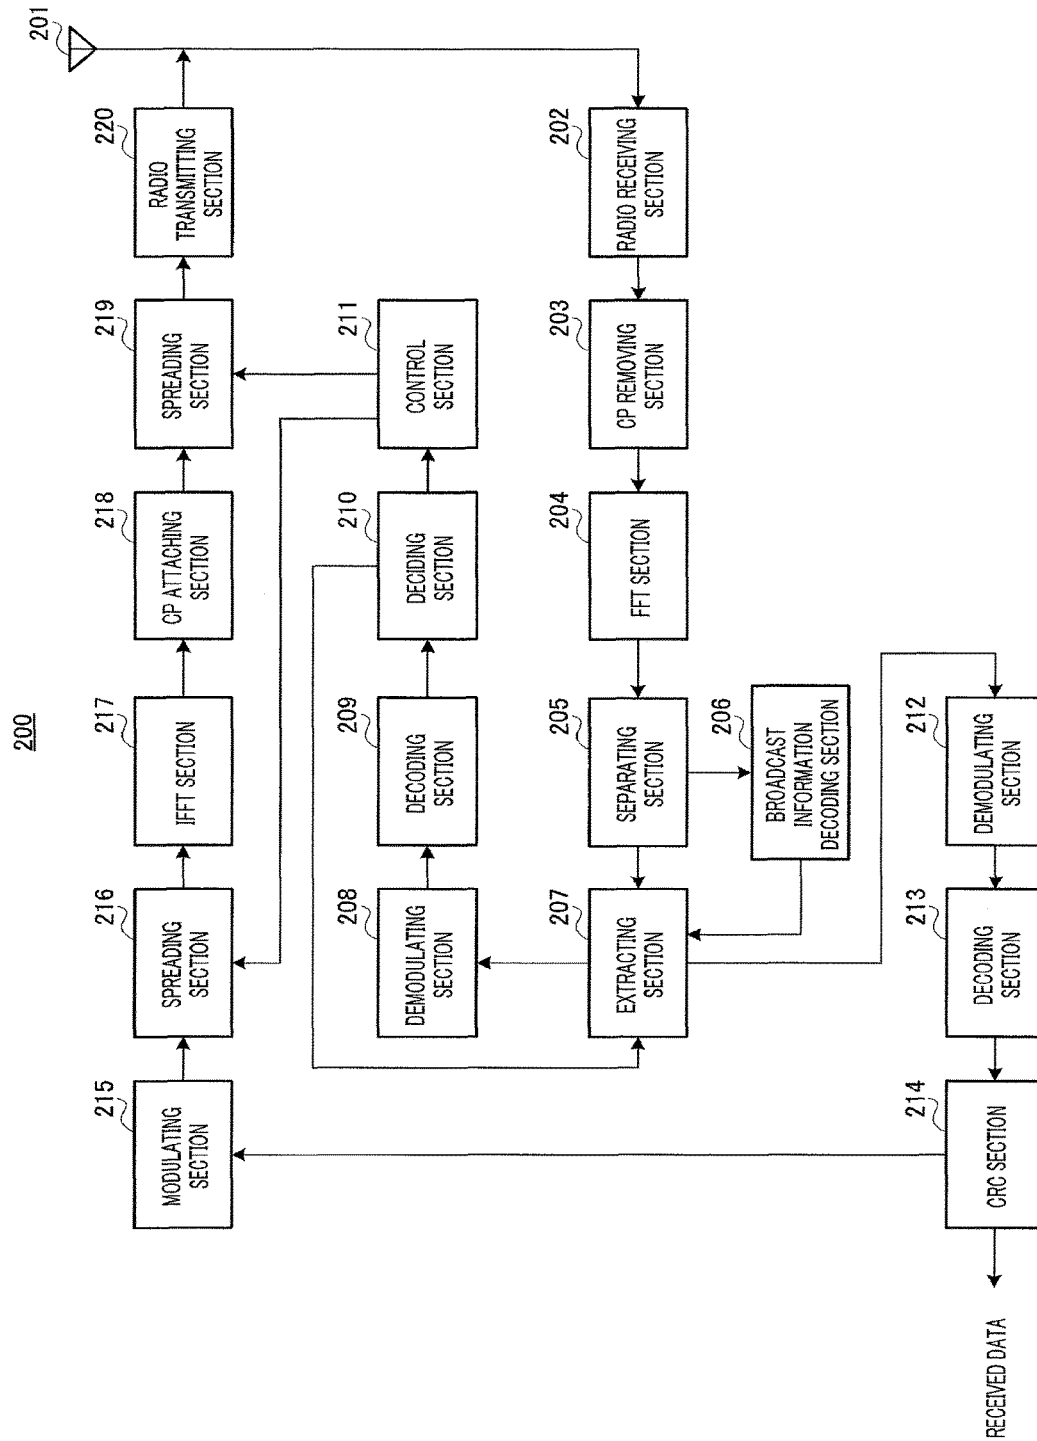 200
201
220
RADIO
TRANSMITTING
SECTION
219
SPREADING
SECTION
218
CP ATTACHING
SECTION
217
IFFT SECTION
216
SPREADING
SECTION
215
MODULATING
SECTION
211
CONTROL
SECTION
210
DECIDING
SECTION
209
DECODING
SECTION
208
DEMODULATING
SECTION
202
RADIO RECEIVING
SECTION
203
CP REMOVING
SECTION
204
FFT SECTION
205
SEPARATING
SECTION
206
BROADCAST
INFORMATION
DECODING SECTION
207
EXTRACTING
SECTION
212
DEMODULATING
SECTION
213
DECODING
SECTION
214
CRC SECTION
RECEIVED DATA